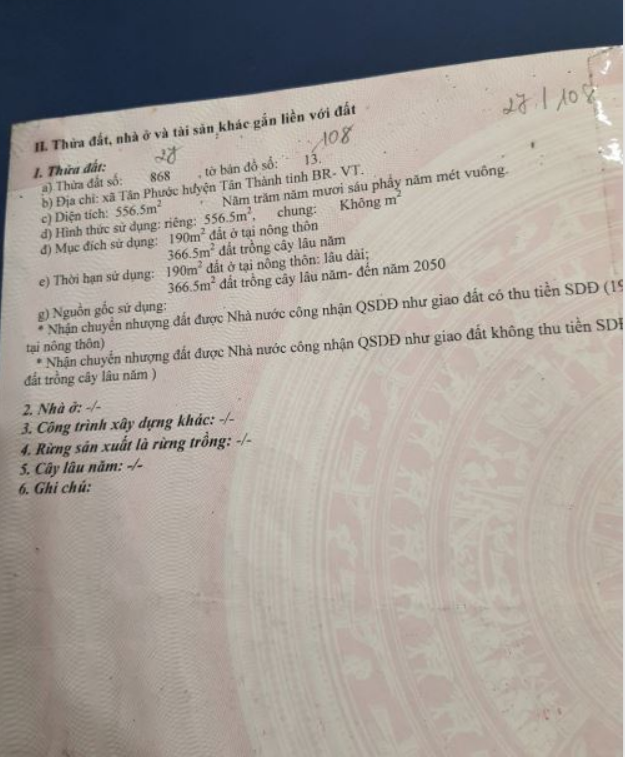 27 / 108
II. Thửa đất, nhà ở và tài sản khác gắn liền với đất
27 108
1. Thửa đất:
a) Thửa đất số: 868 , tờ bản đồ số: 13.
b) Địa chỉ: xã Tân Phước huyện Tân Thành tỉnh BR- VT.
c) Diện tích: 556.5m² Năm trăm năm mươi sáu phẩy năm mét vuông.
d) Hình thức sử dụng: riêng: 556.5m², chung: Không m²
đ) Mục đích sử dụng: 190m² đất ở tại nông thôn
366.5m² đất trồng cây lâu năm
e) Thời hạn sử dụng: 190m² đất ở tại nông thôn: lâu dài;
366.5m² đất trồng cây lâu năm- đến năm 2050
g) Nguồn gốc sử dụng:
* Nhận chuyển nhượng đất được Nhà nước công nhận QSDĐ như giao đất có thu tiền SDĐ (19
tại nông thôn)
* Nhận chuyển nhượng đất được Nhà nước công nhận QSDĐ như giao đất không thu tiền SDĐ
đất trồng cây lâu năm )
2. Nhà ở: -/-
3. Công trình xây dựng khác: -/-
4. Rừng sản xuất là rừng trồng: -/-
5. Cây lâu năm: -/-
6. Ghi chú: